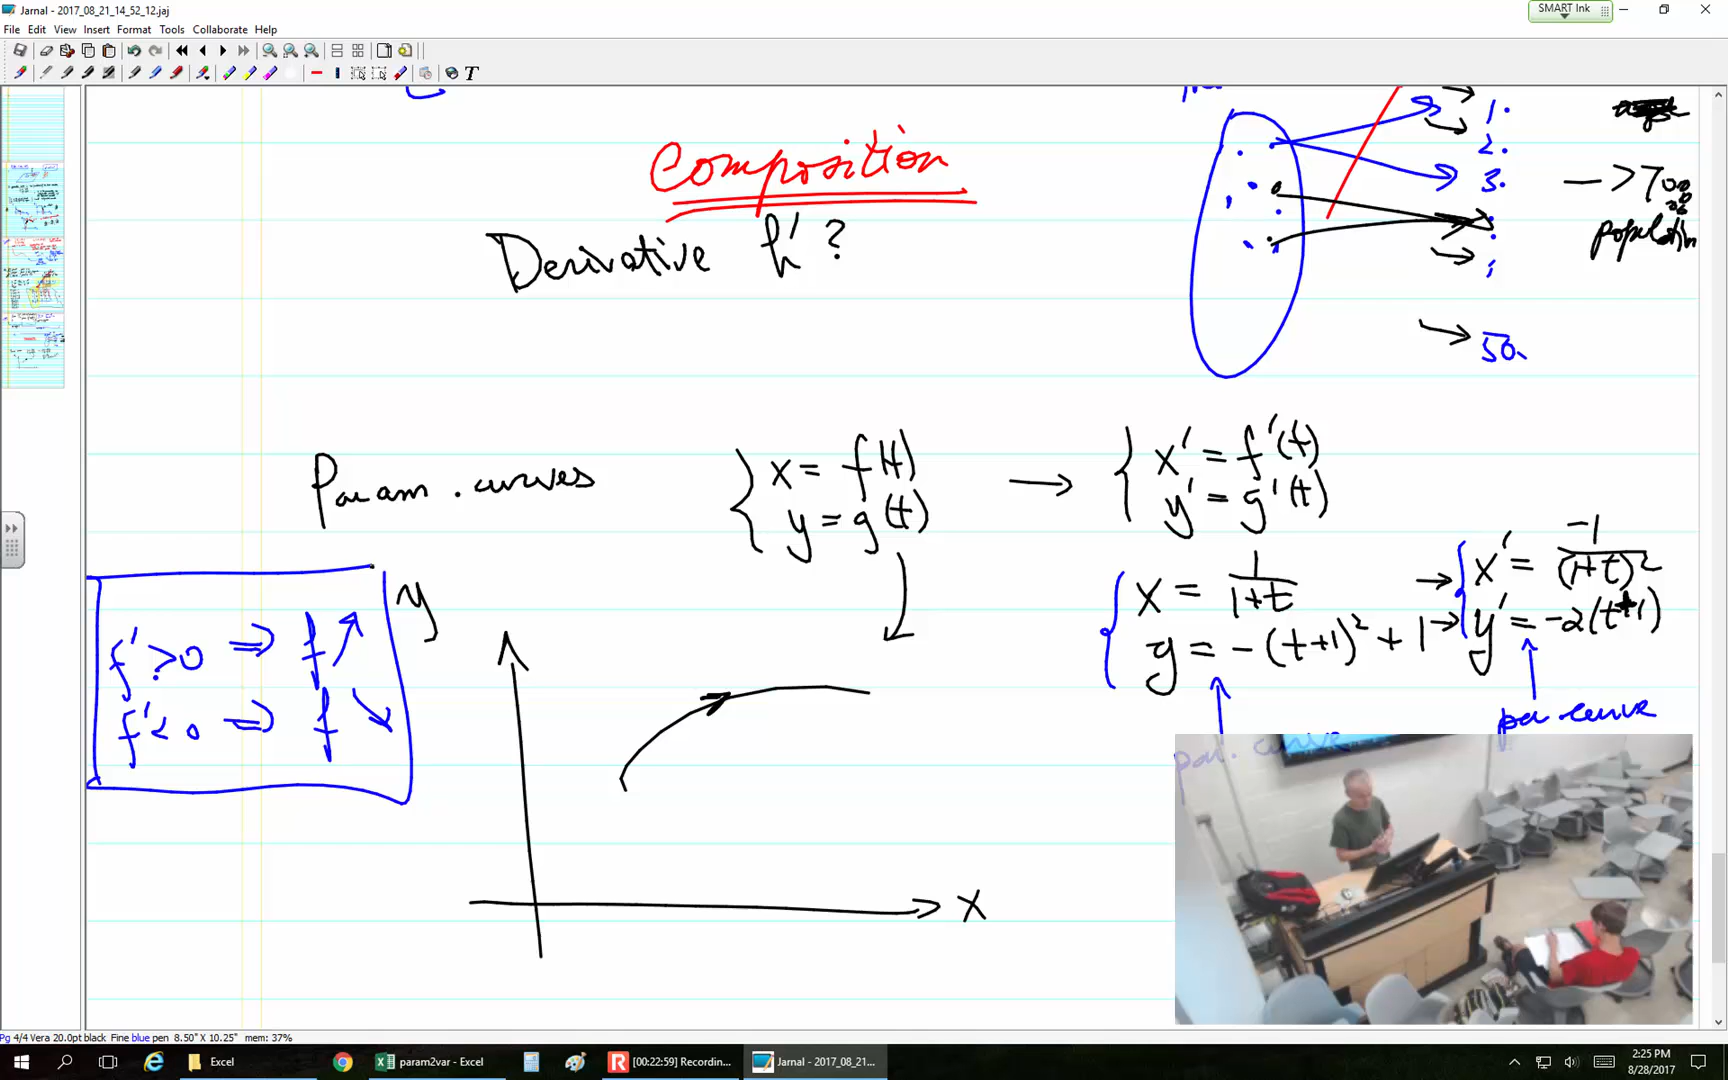 Jarnal - 2017_08_21_14_52_12.jaj
SMART Ink
File Edit View Insert Format Tools Collaborate Help
Composition
Derivative h' ?
1.
2.
3.
50.
-> 700
population
Param. curves
x = f(t)
y = g(t)
x' = f'(t)
y' = g'(t)
x = 1/(1+t)
y = -(t+1)² + 1
x' = -1/(1+t)²
y' = -2(t+1)
par. curve
par. curve
f' > 0 ⇒ f ↗
f' < 0 ⇒ f ↘
y
x
Pg 4/4 Vera 20.0pt black Fine blue pen 8.50" X 10.25" mem: 37%
Excel
param2var - Excel
[00:22:59] Recordin...
Jarnal - 2017_08_21...
2:25 PM
8/28/2017